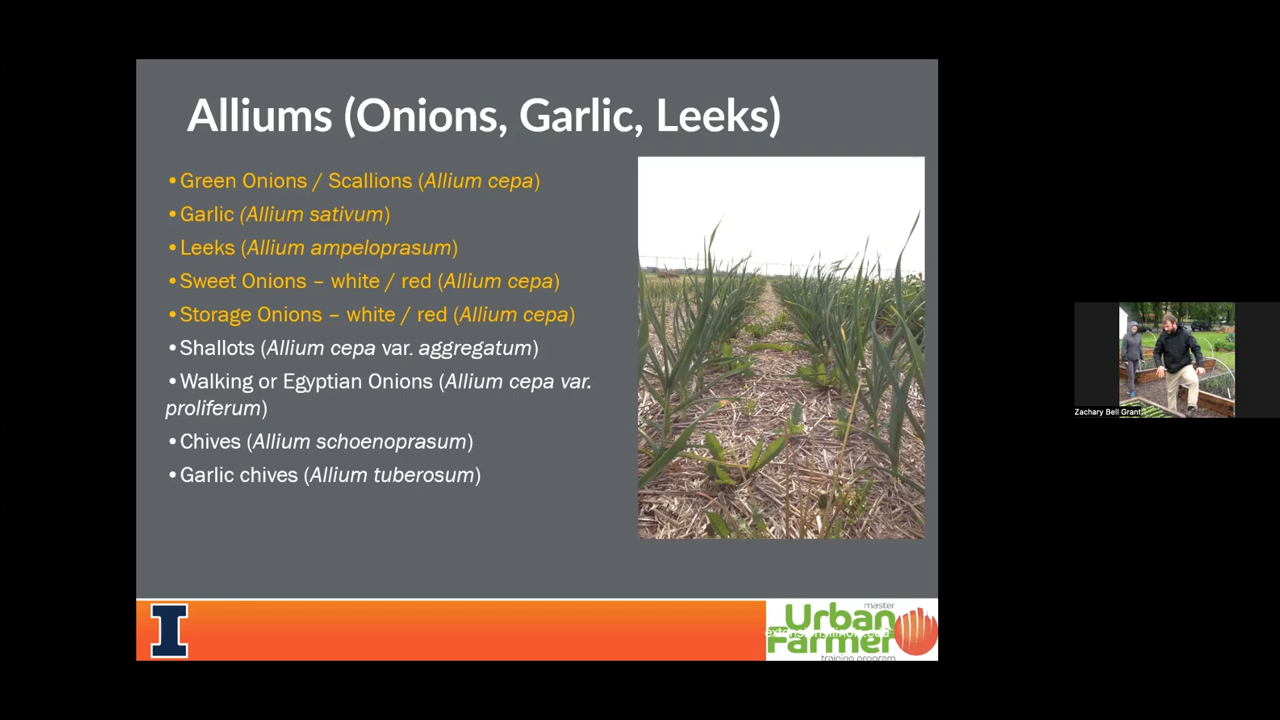 Alliums (Onions, Garlic, Leeks)
•Green Onions / Scallions (Allium cepa)
•Garlic (Allium sativum)
•Leeks (Allium ampeloprasum)
•Sweet Onions – white / red (Allium cepa)
•Storage Onions – white / red (Allium cepa)
•Shallots (Allium cepa var. aggregatum)
•Walking or Egyptian Onions (Allium cepa var.
proliferum)
•Chives (Allium schoenoprasum)
•Garlic chives (Allium tuberosum)
Zachary Bell Grant
I
master
Urban
Farmer
training program